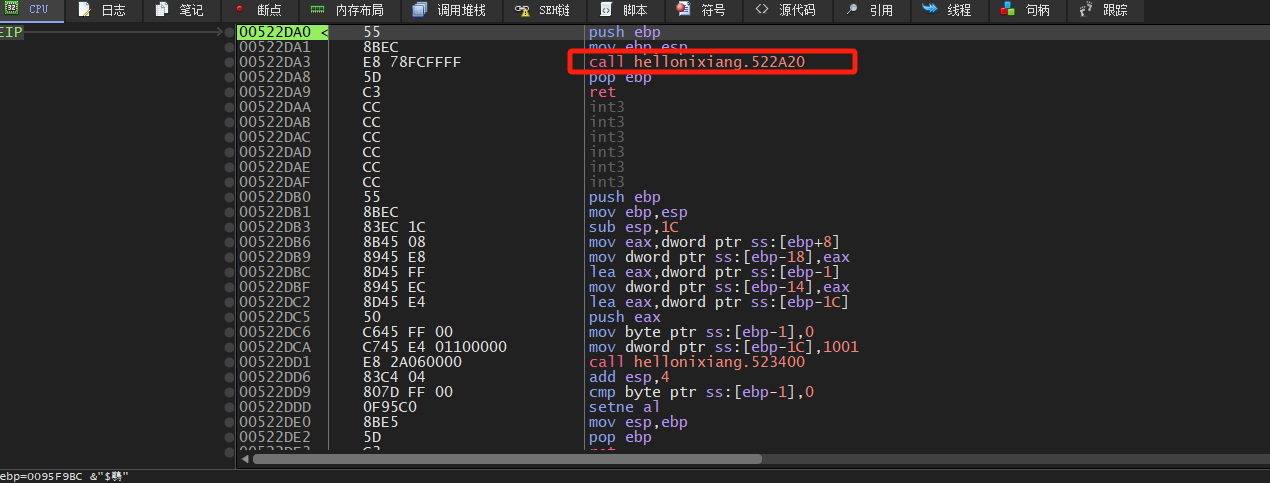 CPU 日志 笔记 断点 内存布局 调用堆栈 SEH链 脚本 符号 源代码 引用 线程 句柄 跟踪
EIP 00522DA0 < 55 push ebp
00522DA1 8BEC mov ebp,esp
00522DA3 E8 78FCFFFF call hellonixiang.522A20
00522DA8 5D pop ebp
00522DA9 C3 ret
00522DAA CC int3
00522DAB CC int3
00522DAC CC int3
00522DAD CC int3
00522DAE CC int3
00522DAF CC int3
00522DB0 55 push ebp
00522DB1 8BEC mov ebp,esp
00522DB3 83EC 1C sub esp,1C
00522DB6 8B45 08 mov eax,dword ptr ss:[ebp+8]
00522DB9 8945 E8 mov dword ptr ss:[ebp-18],eax
00522DBC 8D45 FF lea eax,dword ptr ss:[ebp-1]
00522DBF 8945 EC mov dword ptr ss:[ebp-14],eax
00522DC2 8D45 E4 lea eax,dword ptr ss:[ebp-1C]
00522DC5 50 push eax
00522DC6 C645 FF 00 mov byte ptr ss:[ebp-1],0
00522DCA C745 E4 01100000 mov dword ptr ss:[ebp-1C],1001
00522DD1 E8 2A060000 call hellonixiang.523400
00522DD6 83C4 04 add esp,4
00522DD9 807D FF 00 cmp byte ptr ss:[ebp-1],0
00522DDD 0F95C0 setne al
00522DE0 8BE5 mov esp,ebp
00522DE2 5D pop ebp
ebp=0095F9BC